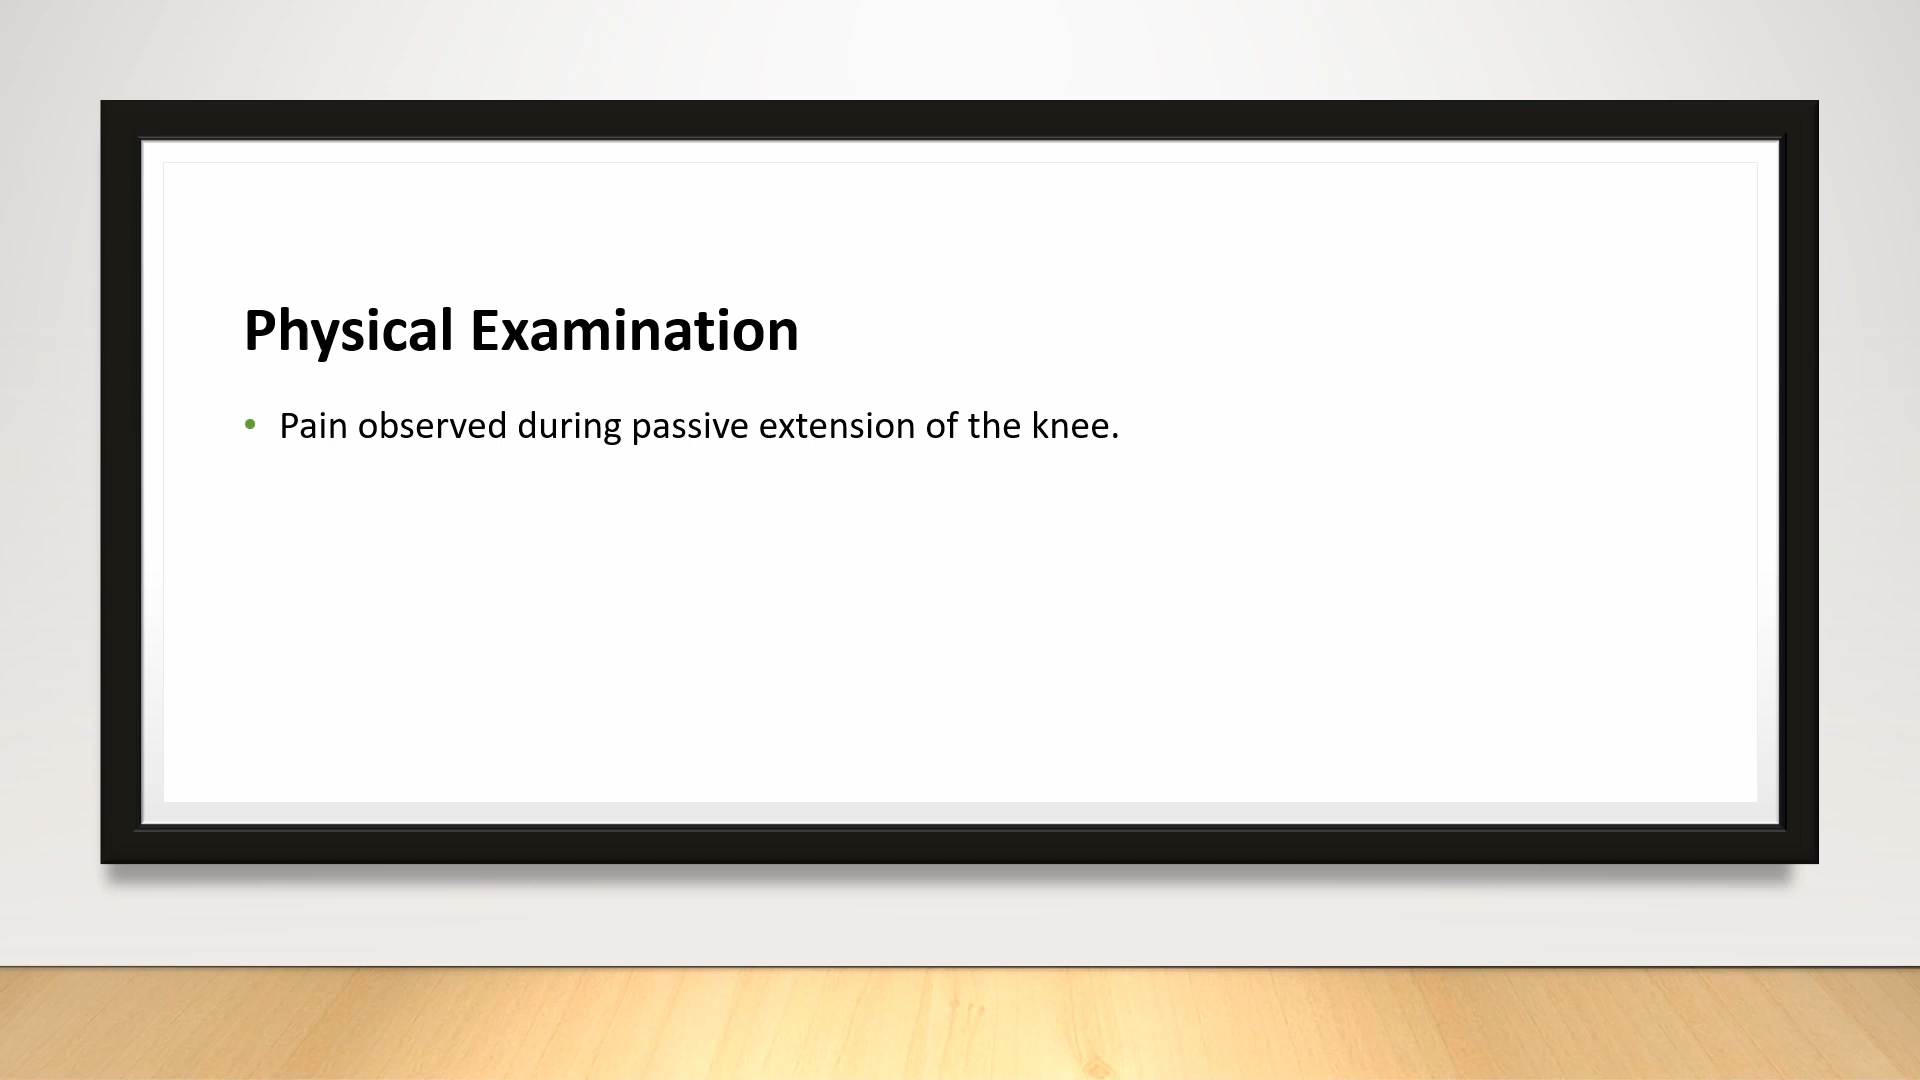 Physical Examination
• Pain observed during passive extension of the knee.